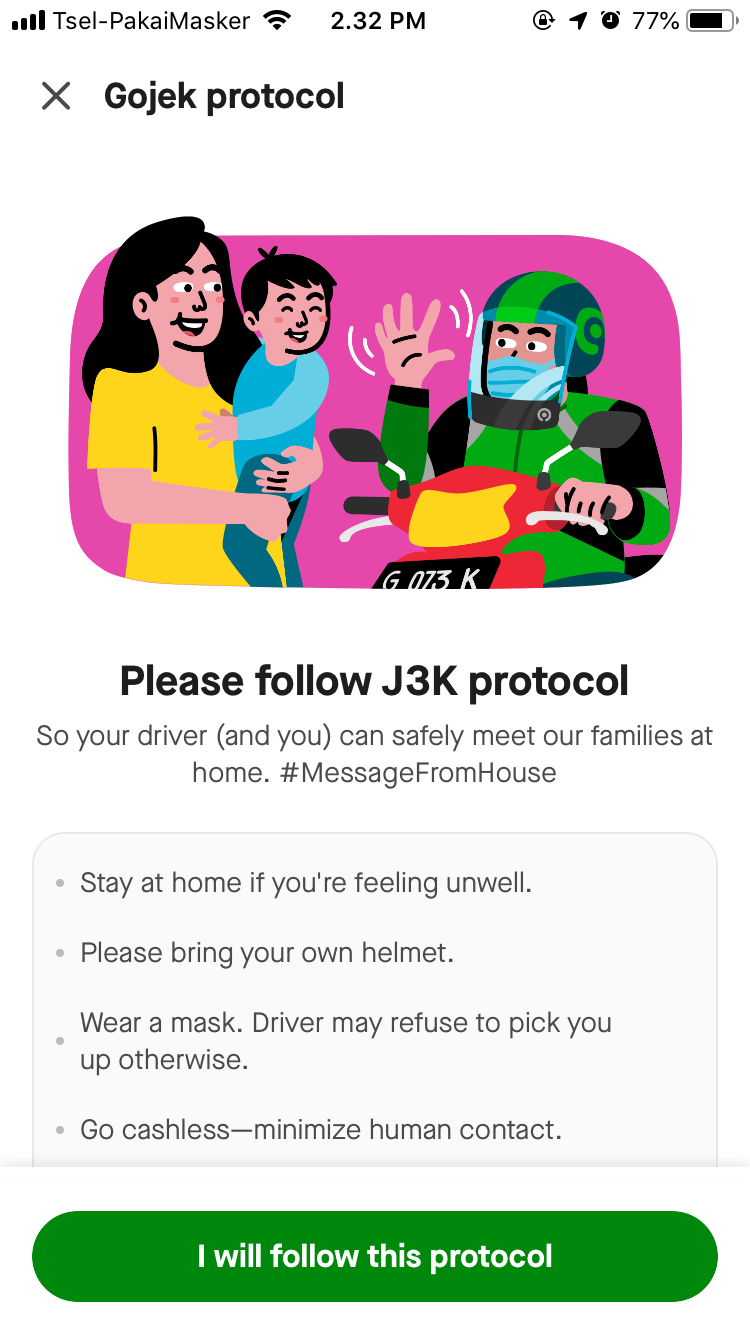 Tsel-PakaiMasker 2.32 PM 77%
Gojek protocol
G 073 K
Please follow J3K protocol
So your driver (and you) can safely meet our families at
home. #MessageFromHouse
Stay at home if you're feeling unwell.
Please bring your own helmet.
Wear a mask. Driver may refuse to pick you
up otherwise.
Go cashless—minimize human contact.
I will follow this protocol